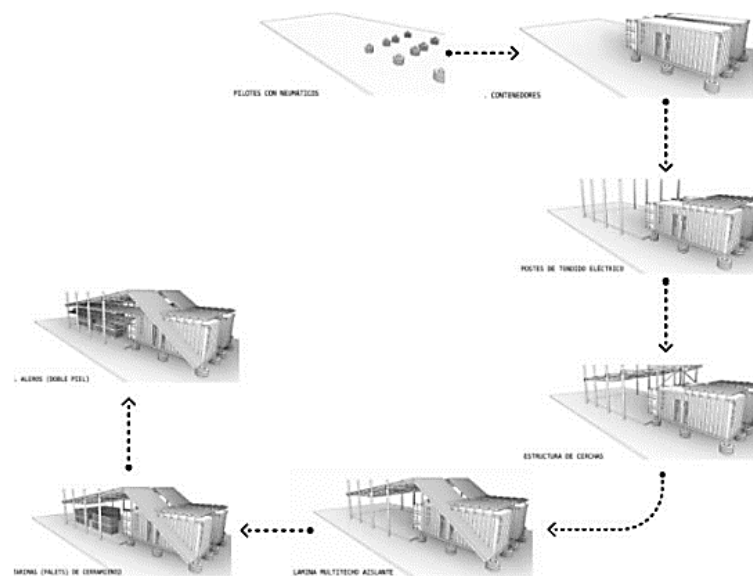 PILOTES CON NEUMÁTICOS
. CONTENEDORES
POSTES DE TENDIDO ELÉCTRICO
ESTRUCTURA DE CERCHAS
LAMINA MULTITECHO AISLANTE
TARIMAS (PALETS) DE CERRAMIENTO
. ALEROS (DOBLE PIEL)